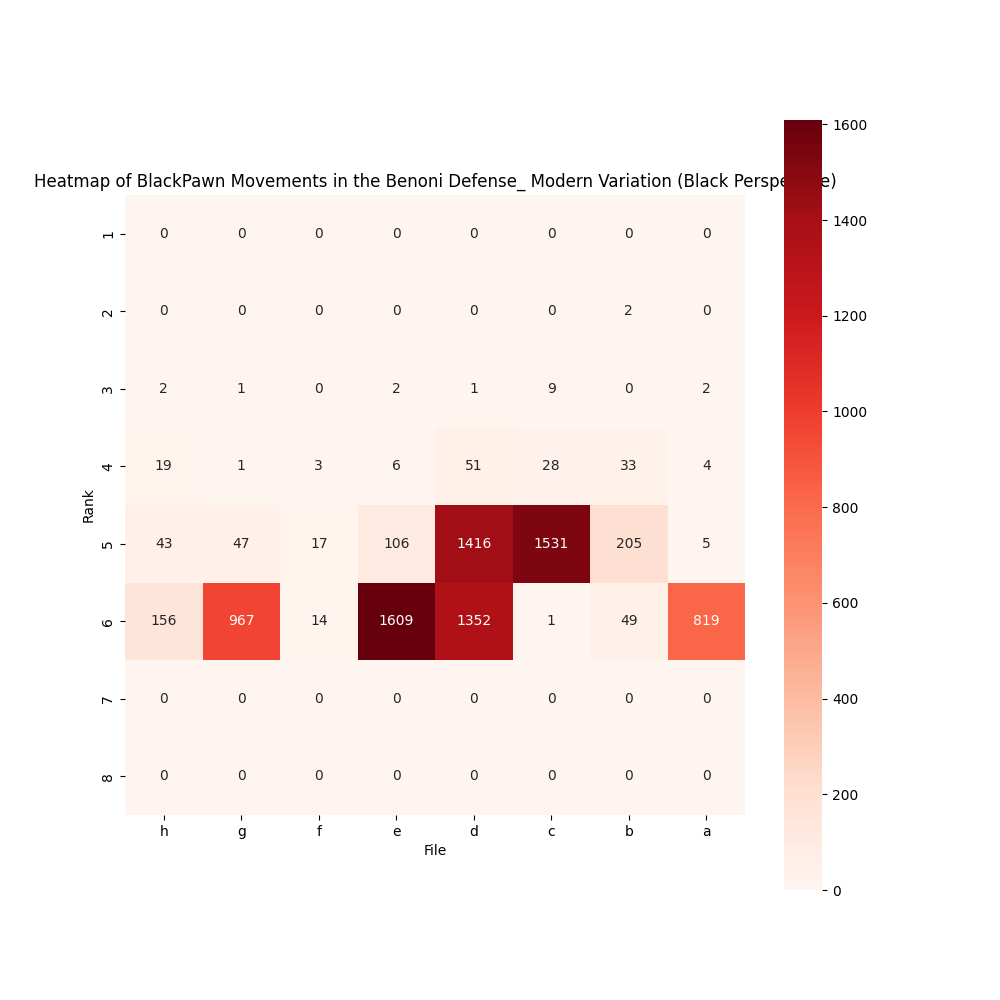 Heatmap of BlackPawn Movements in the Benoni Defense_ Modern Variation (Black Perspe e)
1600
1400
1200
1000
800
600
400
200
0
Rank
1 0 0 0 0 0 0 0 0
2 0 0 0 0 0 0 2 0
3 2 1 0 2 1 9 0 2
4 19 1 3 6 51 28 33 4
5 43 47 17 106 1416 1531 205 5
6 156 967 14 1609 1352 1 49 819
7 0 0 0 0 0 0 0 0
8 0 0 0 0 0 0 0 0
h g f e d c b a
File